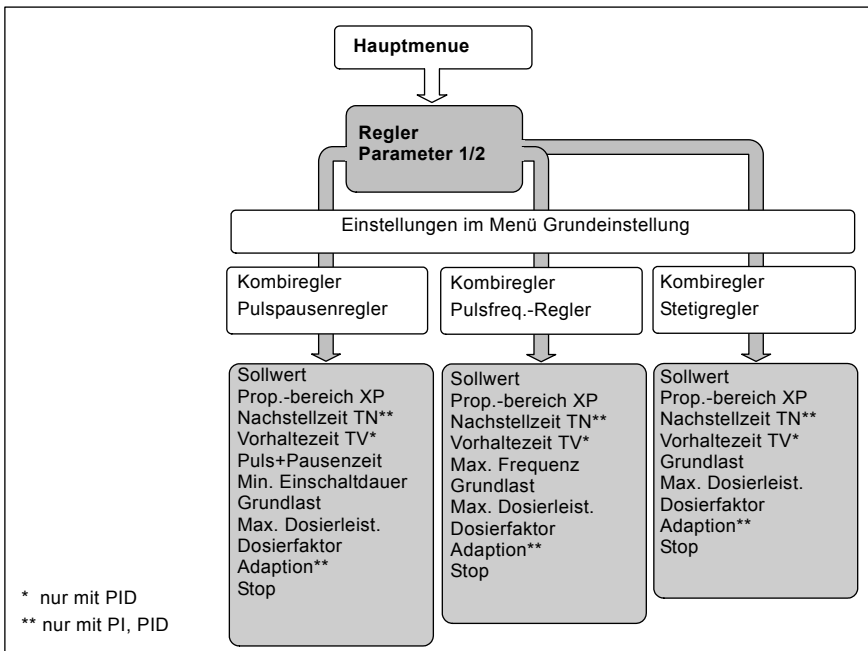 Hauptmenue
Regler
Parameter 1/2
Einstellungen im Menü Grundeinstellung
Kombiregler
Pulspausenregler
Kombiregler
Pulsfreq.-Regler
Kombiregler
Stetigregler
Sollwert
Prop.-bereich XP
Nachstellzeit TN**
Vorhaltezeit TV*
Puls+Pausenzeit
Min. Einschaltdauer
Grundlast
Max. Dosierleist.
Dosierfaktor
Adaption**
Stop
Sollwert
Prop.-bereich XP
Nachstellzeit TN**
Vorhaltezeit TV*
Max. Frequenz
Grundlast
Max. Dosierleist.
Dosierfaktor
Adaption**
Stop
Sollwert
Prop.-bereich XP
Nachstellzeit TN**
Vorhaltezeit TV*
Grundlast
Max. Dosierleist.
Dosierfaktor
Adaption**
Stop
* nur mit PID
** nur mit PI, PID